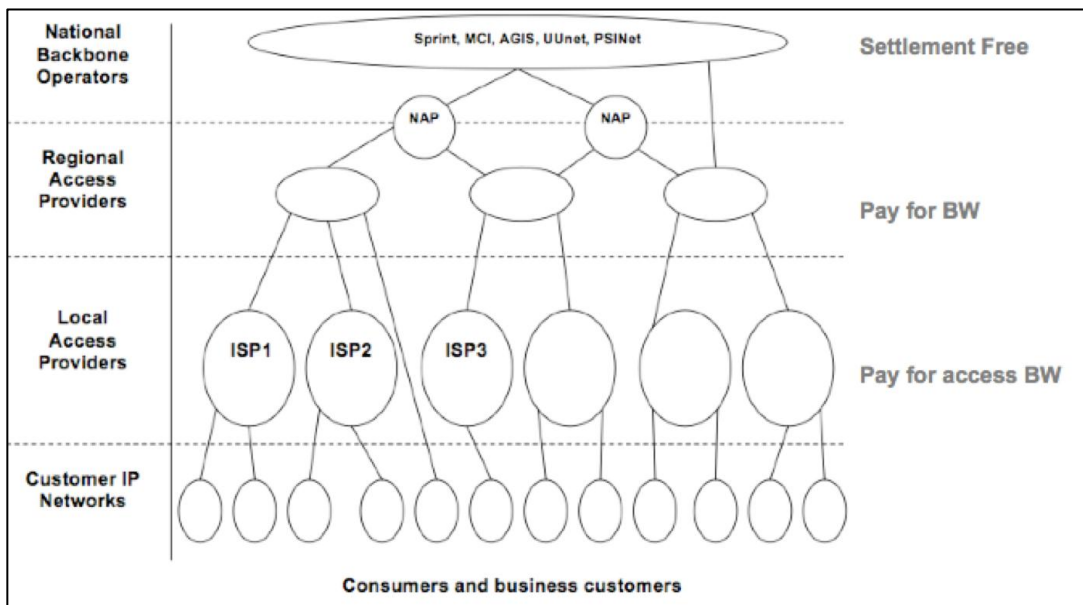 National
Backbone
Operators
Sprint, MCI, AGIS, UUnet, PSINet
Settlement Free
NAP
NAP
Regional
Access
Providers
Pay for BW
Local
Access
Providers
ISP1
ISP2
ISP3
Pay for access BW
Customer IP
Networks
Consumers and business customers